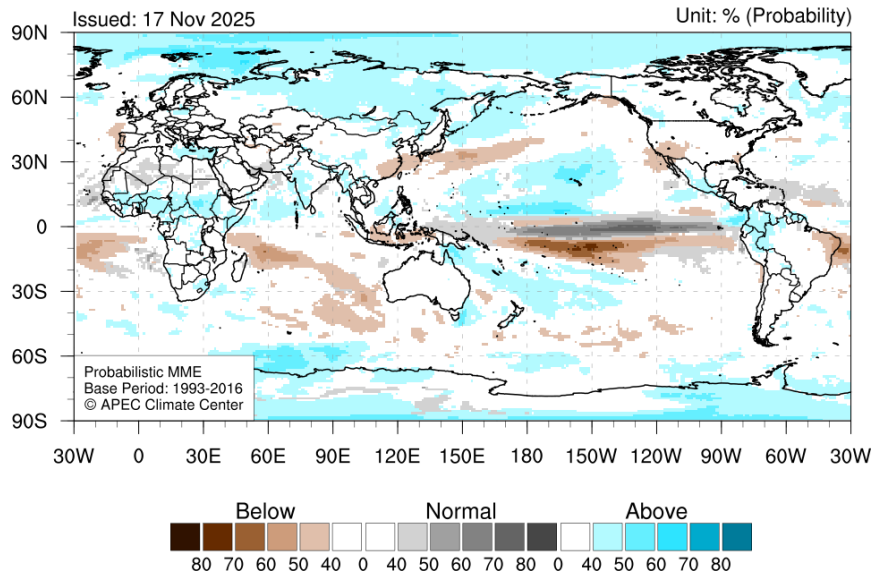 Issued: 17 Nov 2025
Unit: % (Probability)
90N
60N
30N
0
30S
60S
90S
Probabilistic MME
Base Period: 1993-2016
© APEC Climate Center
30W 0 30E 60E 90E 120E 150E 180 150W 120W 90W 60W 30W
Below Normal Above
80 70 60 50 40 0 40 50 60 70 80 0 40 50 60 70 80